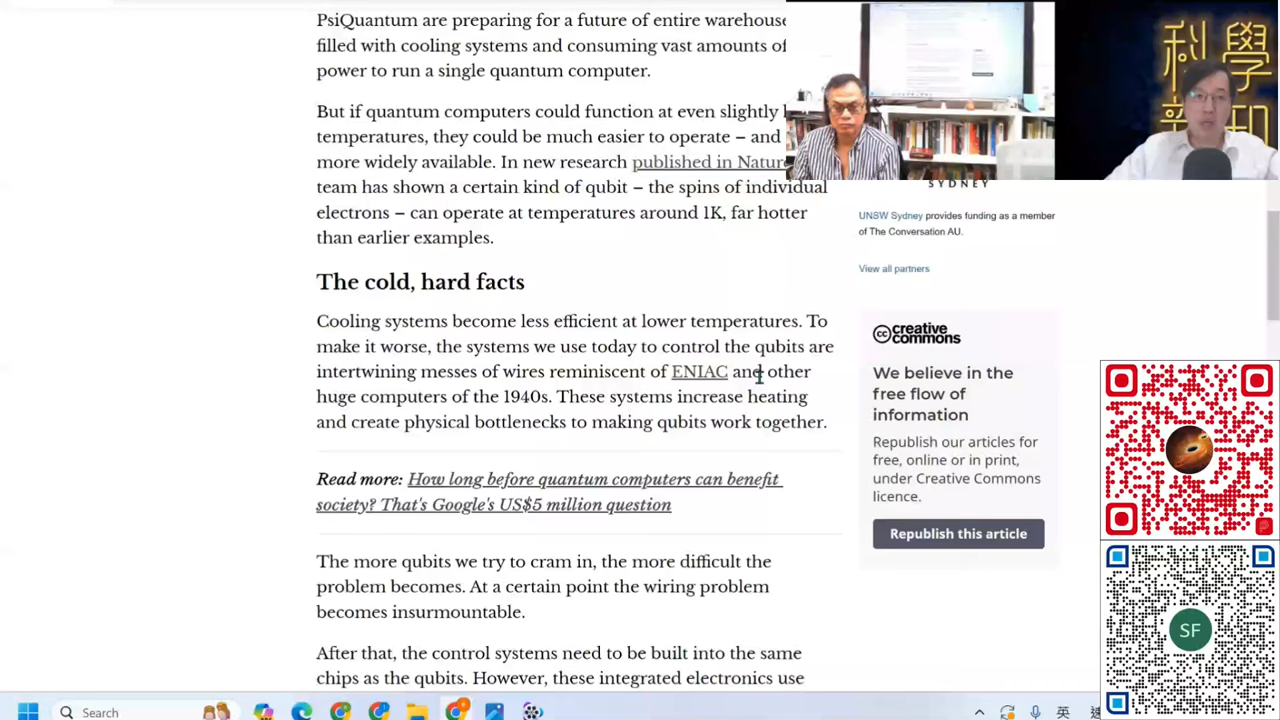 PsiQuantum are preparing for a future of entire warehouse
filled with cooling systems and consuming vast amounts of
power to run a single quantum computer.
But if quantum computers could function at even slightly
temperatures, they could be much easier to operate – and
more widely available. In new research published in Nature
team has shown a certain kind of qubit – the spins of individual
electrons – can operate at temperatures around 1K, far hotter
than earlier examples.
The cold, hard facts
Cooling systems become less efficient at lower temperatures. To
make it worse, the systems we use today to control the qubits are
intertwining messes of wires reminiscent of ENIAC and other
huge computers of the 1940s. These systems increase heating
and create physical bottlenecks to making qubits work together.
Read more: How long before quantum computers can benefit
society? That's Google's US$5 million question
The more qubits we try to cram in, the more difficult the
problem becomes. At a certain point the wiring problem
becomes insurmountable.
After that, the control systems need to be built into the same
chips as the qubits. However, these integrated electronics use
科學
新知
SYDNEY
UNSW Sydney provides funding as a member
of The Conversation AU.
View all partners
cc creative
commons
We believe in the
free flow of
information
Republish our articles for
free, online or in print,
under Creative Commons
licence.
Republish this article
SF
Search
英